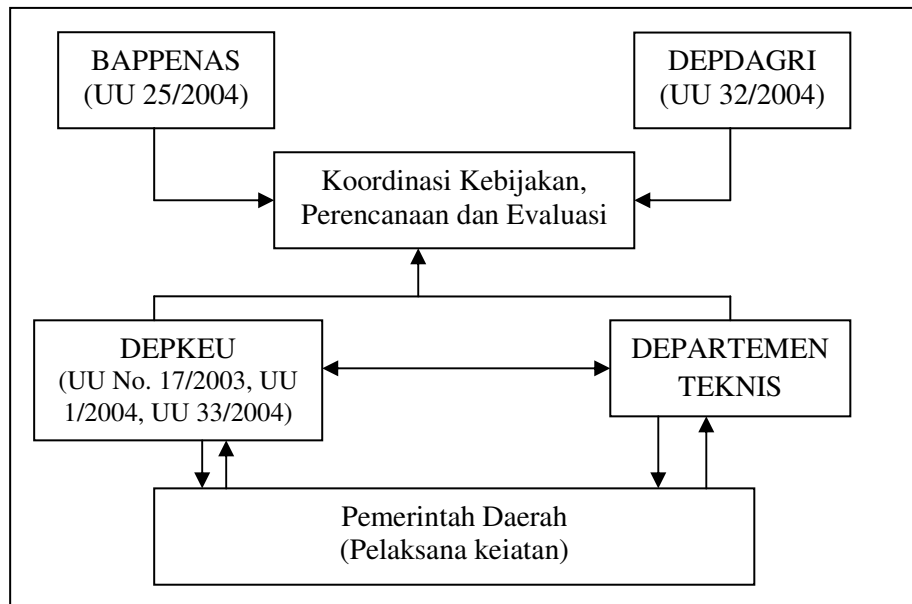 BAPPENAS
(UU 25/2004)
DEPDAGRI
(UU 32/2004)
Koordinasi Kebijakan,
Perencanaan dan Evaluasi
DEPKEU
(UU No. 17/2003, UU
1/2004, UU 33/2004)
DEPARTEMEN
TEKNIS
Pemerintah Daerah
(Pelaksana keiatan)